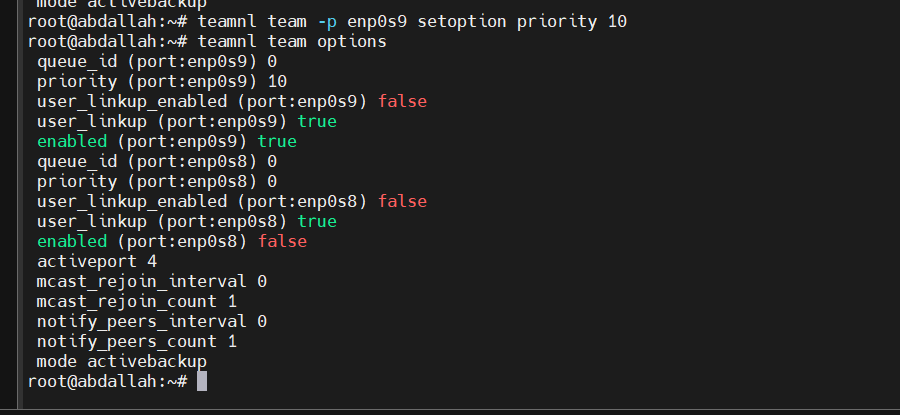 mode activebackup
root@abdallah:~# teamnl team -p enp0s9 setoption priority 10
root@abdallah:~# teamnl team options
queue_id (port:enp0s9) 0
priority (port:enp0s9) 10
user_linkup_enabled (port:enp0s9) false
user_linkup (port:enp0s9) true
enabled (port:enp0s9) true
queue_id (port:enp0s8) 0
priority (port:enp0s8) 0
user_linkup_enabled (port:enp0s8) false
user_linkup (port:enp0s8) true
enabled (port:enp0s8) false
activeport 4
mcast_rejoin_interval 0
mcast_rejoin_count 1
notify_peers_interval 0
notify_peers_count 1
mode activebackup
root@abdallah:~#